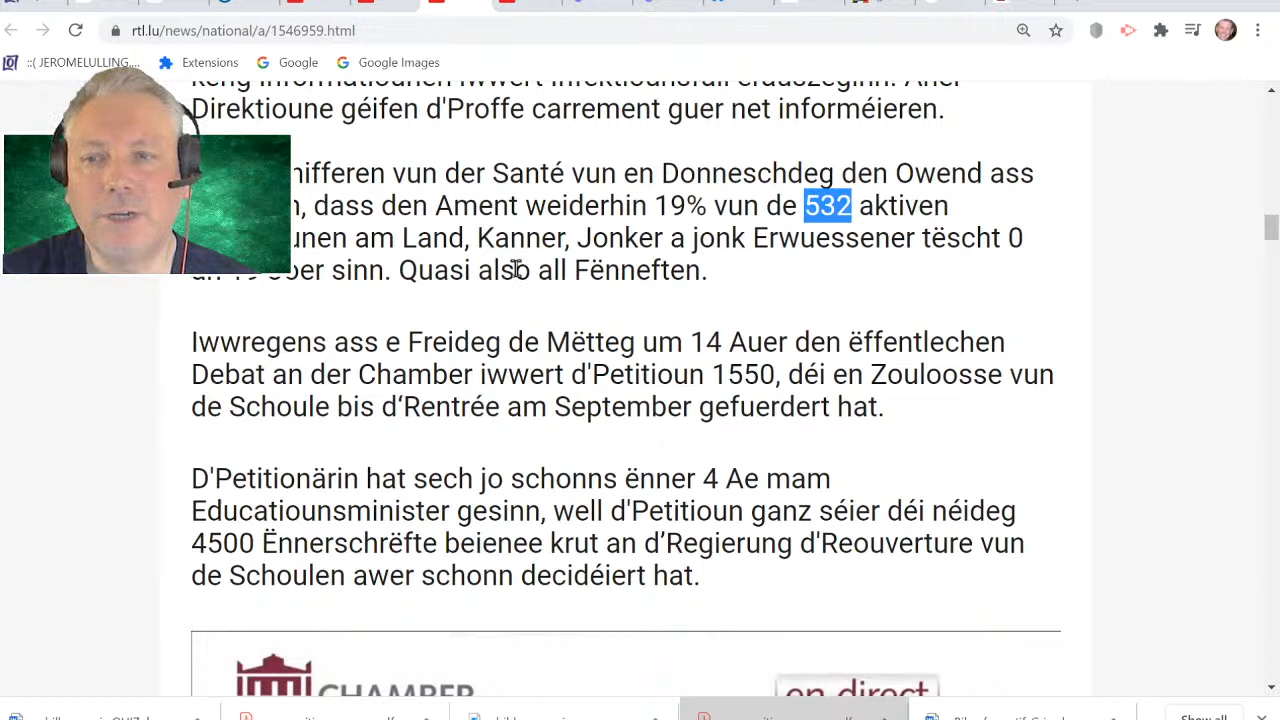 rtl.lu/news/national/a/1546959.html
::( JEROMELULLING....
Extensions
Google
Google Images
Direktioune géifen d'Proffe carrement guer net informéieren.
vun der Santé vun en Donneschdeg den Owend ass
dass den Ament weiderhin 19% vun de 532 aktiven
am Land, Kanner, Jonker a jonk Erwuessener tëscht 0
sinn. Quasi also all Fënneften.
Iwwregens ass e Freideg de Mëtteg um 14 Auer den ëffentlechen
Debat an der Chamber iwwert d'Petitioun 1550, déi en Zouloosse vun
de Schoule bis d‘Rentrée am September gefuerdert hat.
D'Petitionärin hat sech jo schonns ënner 4 Ae mam
Educatiounsminister gesinn, well d'Petitioun ganz séier déi néideg
4500 Ënnerschrëfte beienee krut an d’Regierung d'Reouverture vun
de Schoulen awer schonn decidéiert hat.
CHAMBER
en direct
Show all